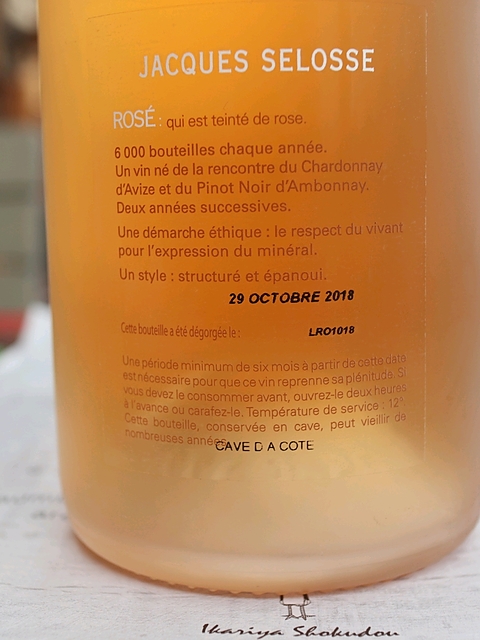 JACQUES SELOSSE
ROSÉ : qui est teinté de rose.
6 000 bouteilles chaque année.
Un vin né de la rencontre du Chardonnay
d'Avize et du Pinot Noir d'Ambonnay.
Deux années successives.
Une démarche éthique : le respect du vivant
pour l'expression du minéral.
Un style : structuré et épanoui.
29 OCTOBRE 2018
Cette bouteille a été dégorgée le :
LRO1018
Une période minimum de six mois à partir de cette date
est nécessaire pour que ce vin reprenne sa plénitude. Si
vous devez le consommer avant, ouvrez-le deux heures
à l'avance ou carafez-le. Température de service : 12°.
Cette bouteille, conservée en cave, peut vieillir de
nombreuses années.
CAVE D A COTE
Ikariya Shokudou